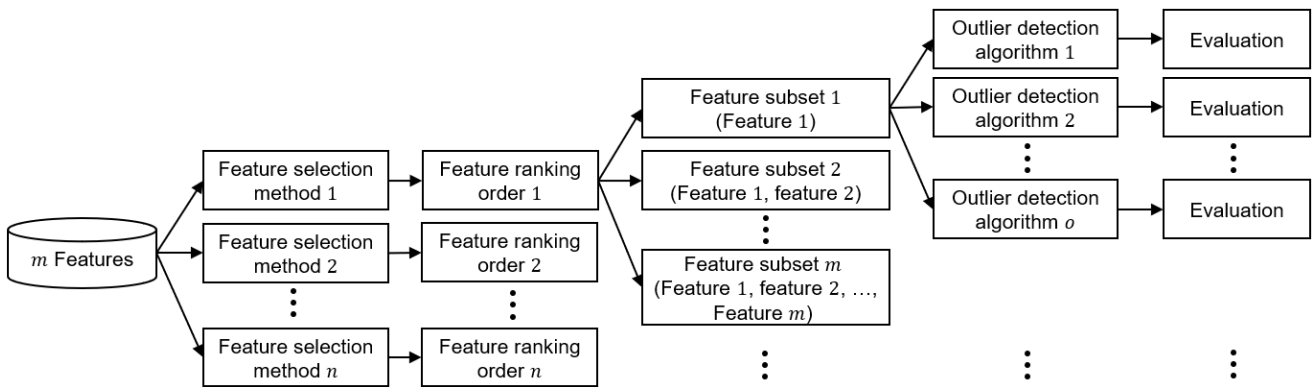 m Features
Feature selection
method 1
Feature selection
method 2
Feature selection
method n
Feature ranking
order 1
Feature ranking
order 2
Feature ranking
order n
Feature subset 1
(Feature 1)
Feature subset 2
(Feature 1, feature 2)
Feature subset m
(Feature 1, feature 2, …,
Feature m)
Outlier detection
algorithm 1
Outlier detection
algorithm 2
Outlier detection
algorithm o
Evaluation
Evaluation
Evaluation